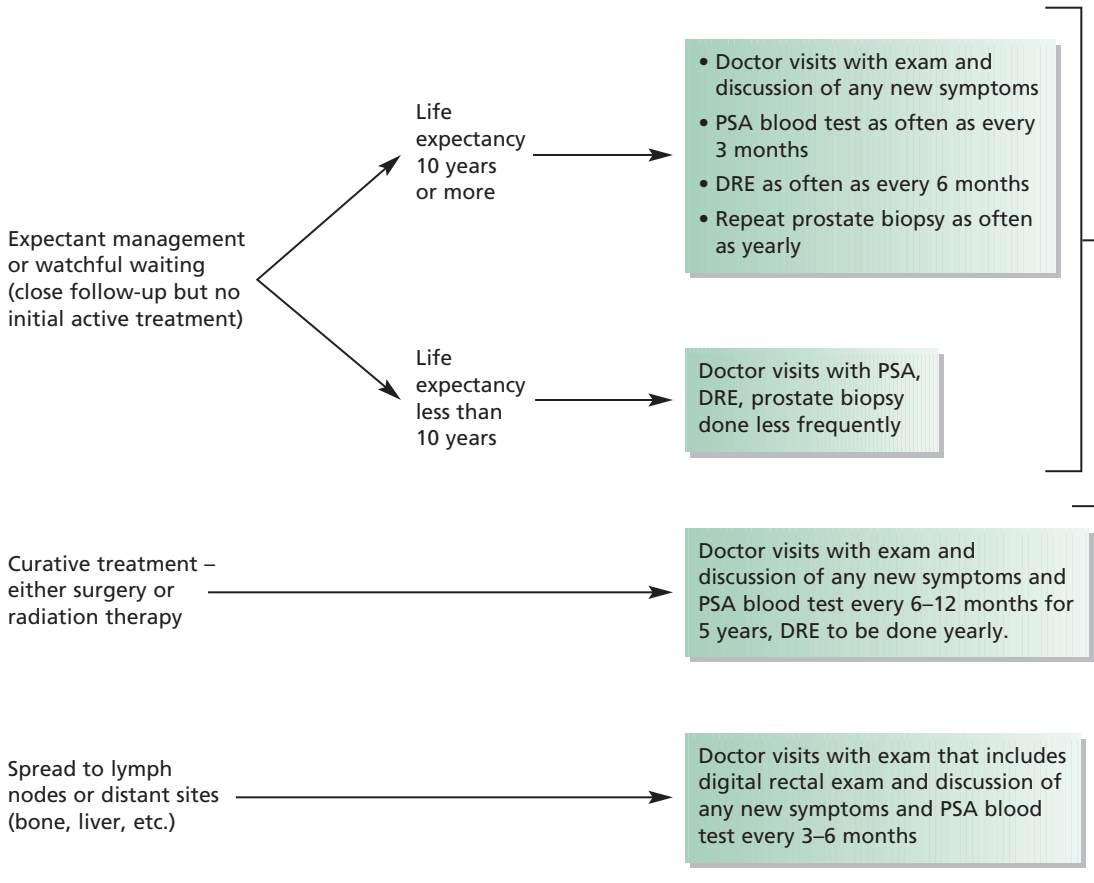 Expectant management
or watchful waiting
(close follow-up but no
initial active treatment)
Life
expectancy
10 years
or more
• Doctor visits with exam and
discussion of any new symptoms
• PSA blood test as often as every
3 months
• DRE as often as every 6 months
• Repeat prostate biopsy as often
as yearly
Life
expectancy
less than
10 years
Doctor visits with PSA,
DRE, prostate biopsy
done less frequently
Curative treatment –
either surgery or
radiation therapy
Doctor visits with exam and
discussion of any new symptoms and
PSA blood test every 6–12 months for
5 years, DRE to be done yearly.
Spread to lymph
nodes or distant sites
(bone, liver, etc.)
Doctor visits with exam that includes
digital rectal exam and discussion of
any new symptoms and PSA blood
test every 3–6 months